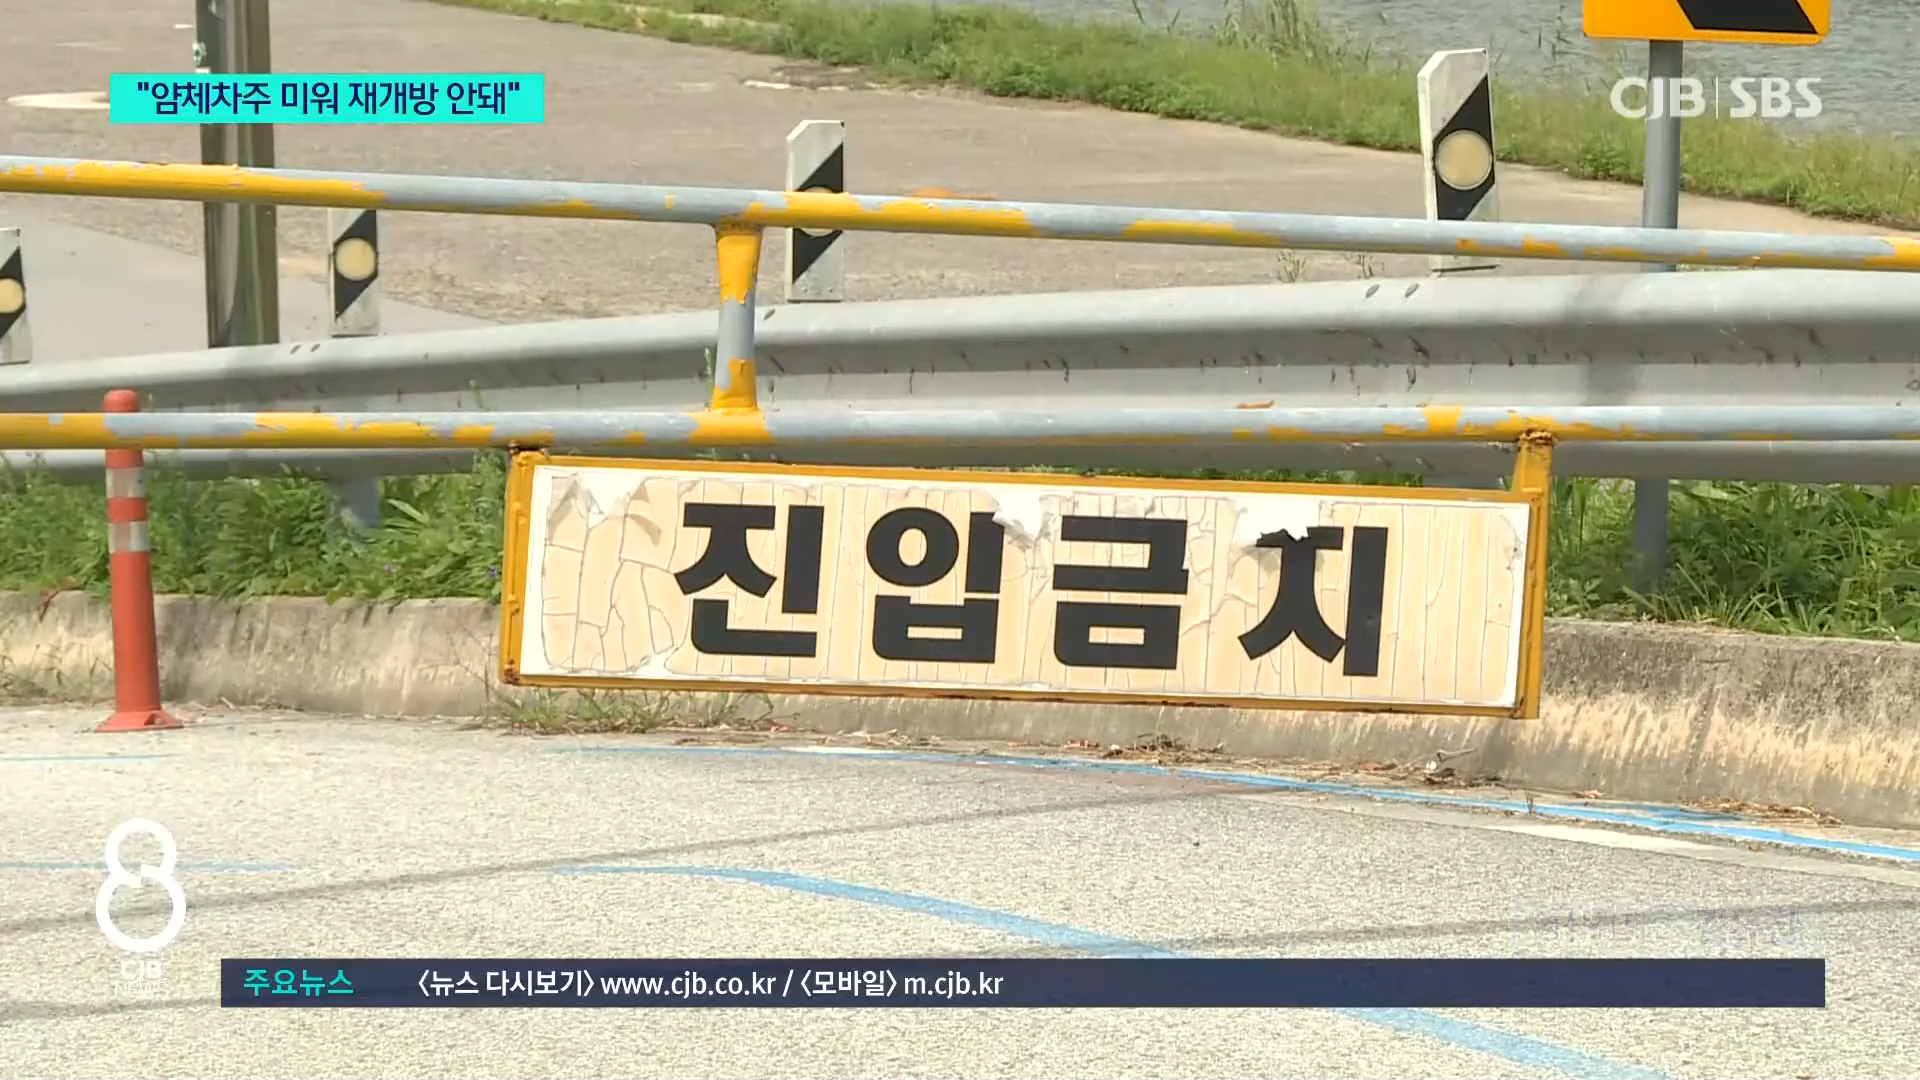 "얌체차주 미워 재개방 안돼"
CJB SBS
진입금지
8
CJB
NEWS
주요뉴스 〈뉴스 다시보기〉 www.cjb.co.kr / 〈모바일〉 m.cjb.kr